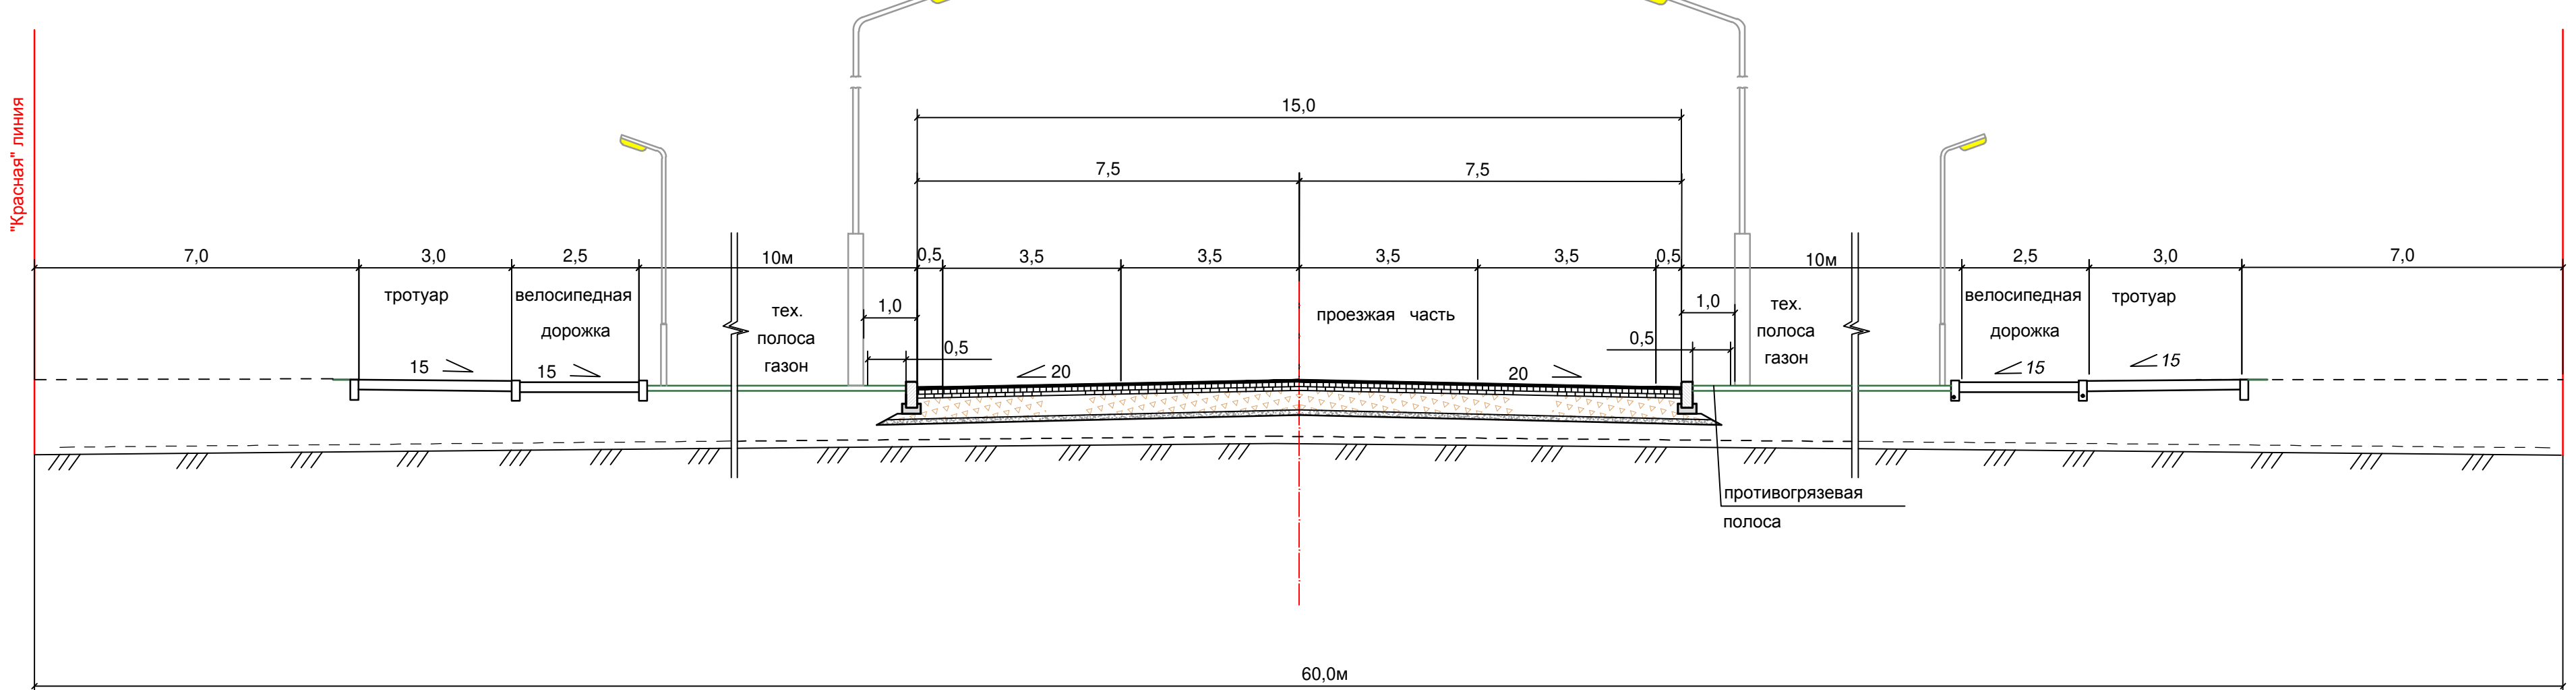 "Красная" линия
15,0
7,5
7,5
7,0
3,0
2,5
10м
0,5
3,5
3,5
3,5
3,5
0,5
10м
2,5
3,0
7,0
тротуар
велосипедная
дорожка
тех.
полоса
газон
1,0
0,5
проезжая часть
1,0
0,5
тех.
полоса
газон
велосипедная
дорожка
тротуар
15
15
20
20
15
15
противогрязевая
полоса
60,0м